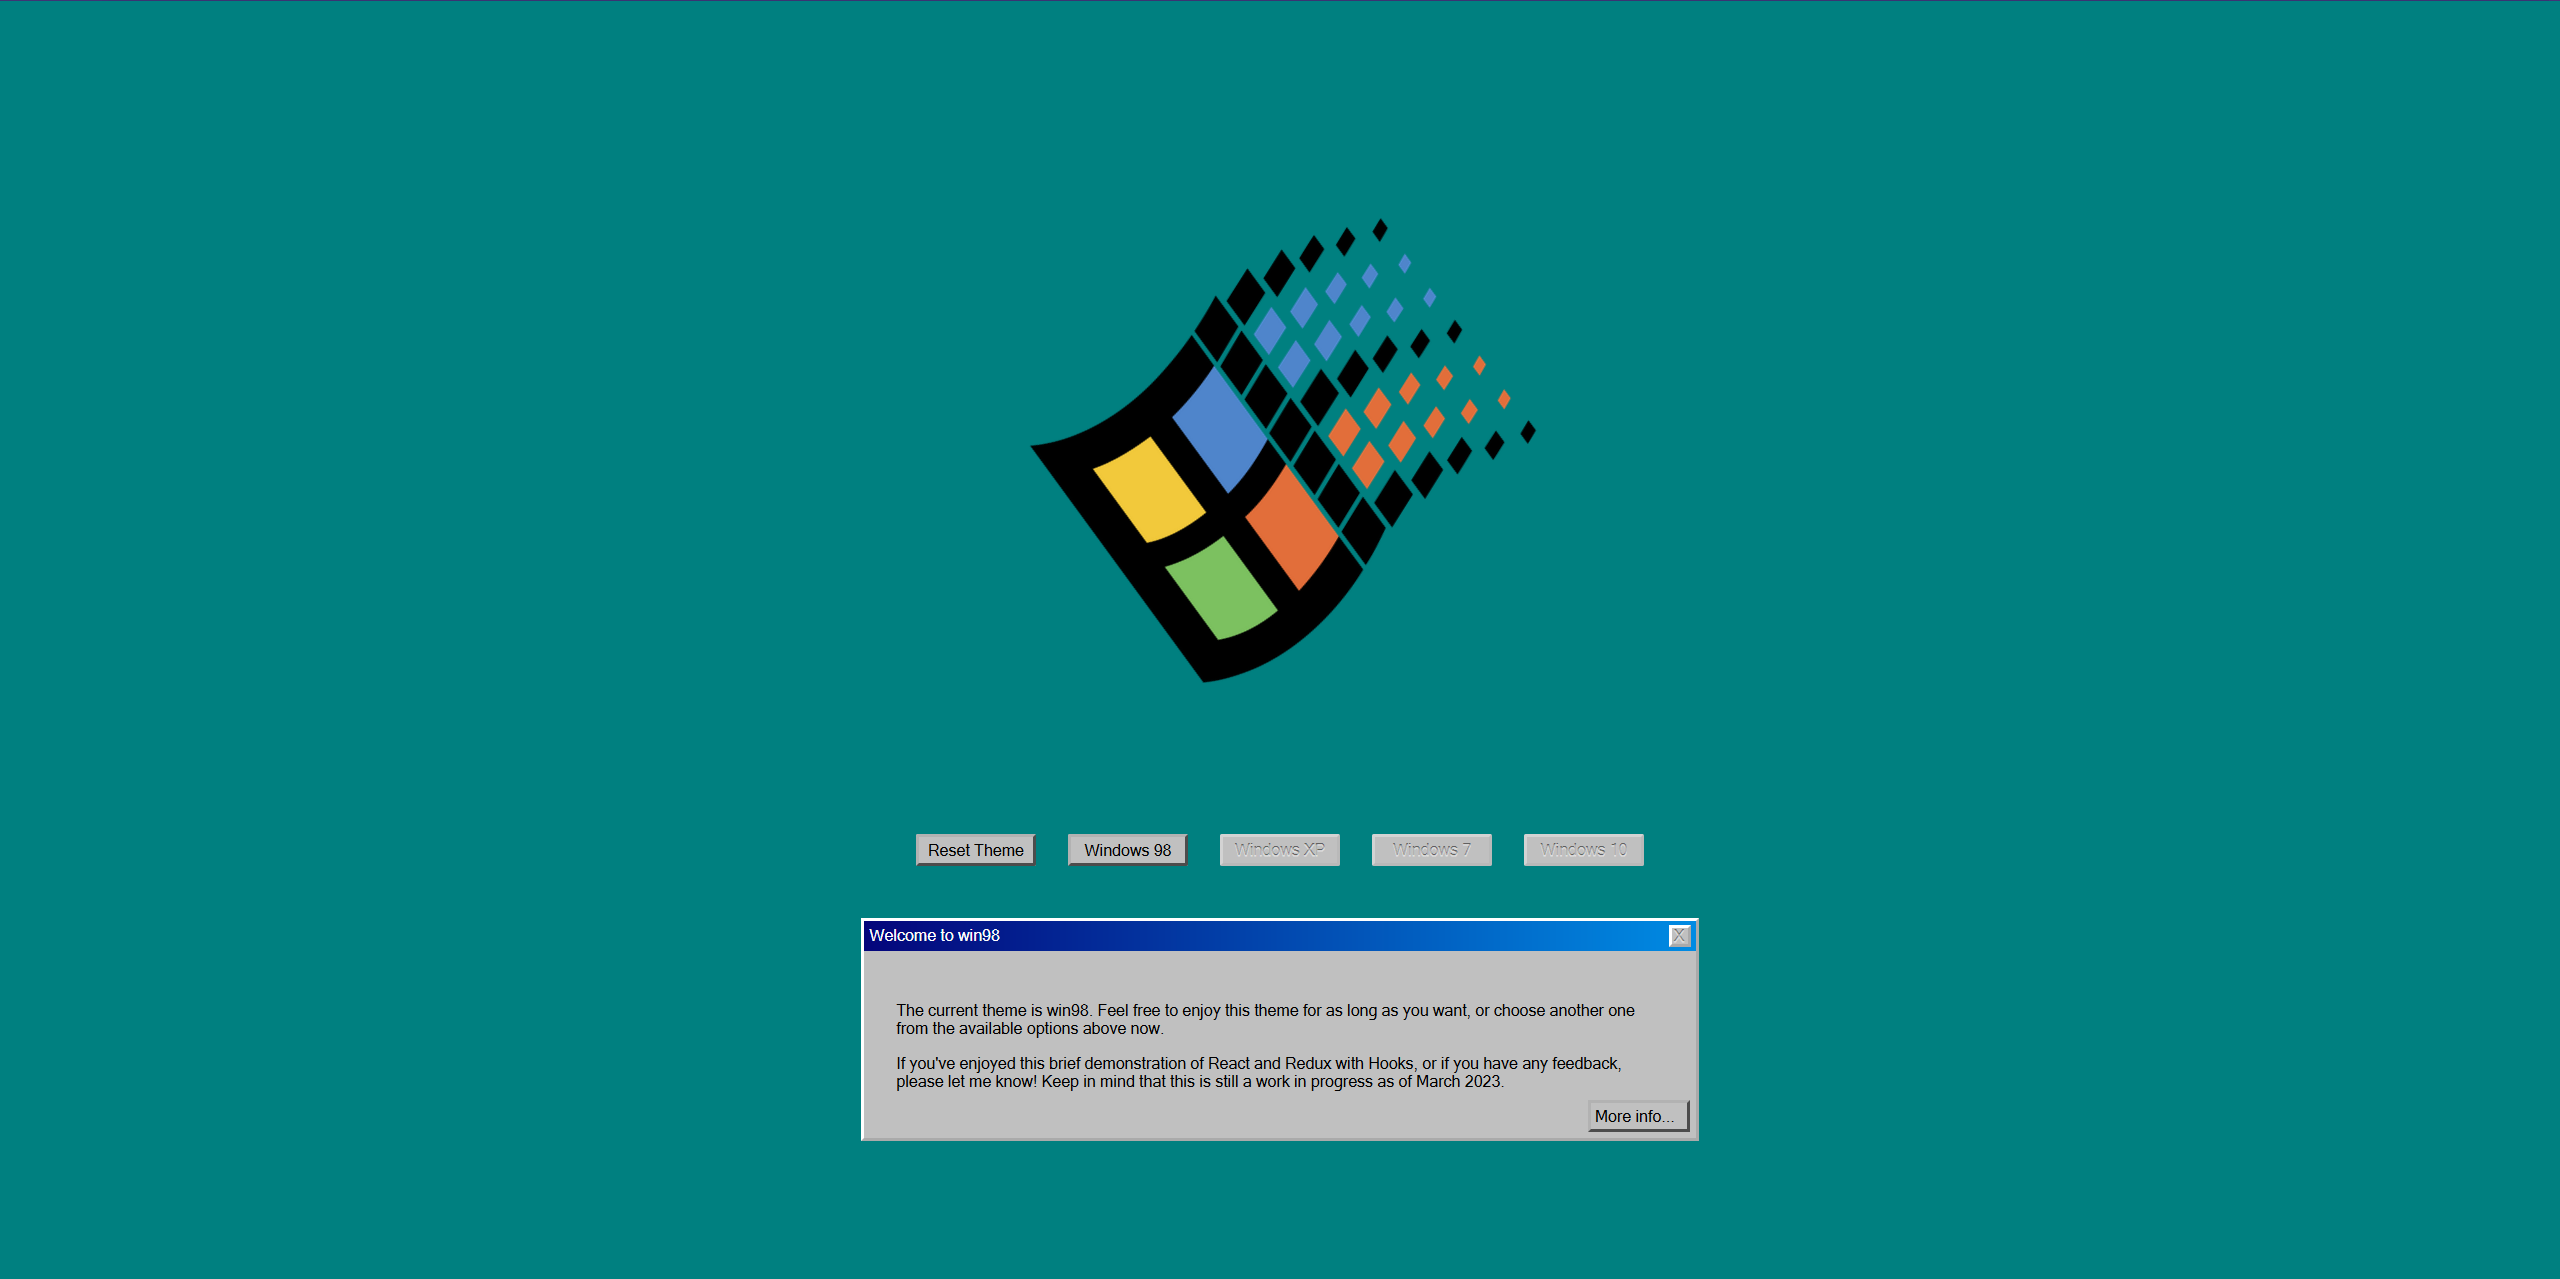 Reset Theme
Windows 98
Windows XP
Windows 7
Windows 10
Welcome to win98
X
The current theme is win98. Feel free to enjoy this theme for as long as you want, or choose another one
from the available options above now.
If you've enjoyed this brief demonstration of React and Redux with Hooks, or if you have any feedback,
please let me know! Keep in mind that this is still a work in progress as of March 2023.
More info...